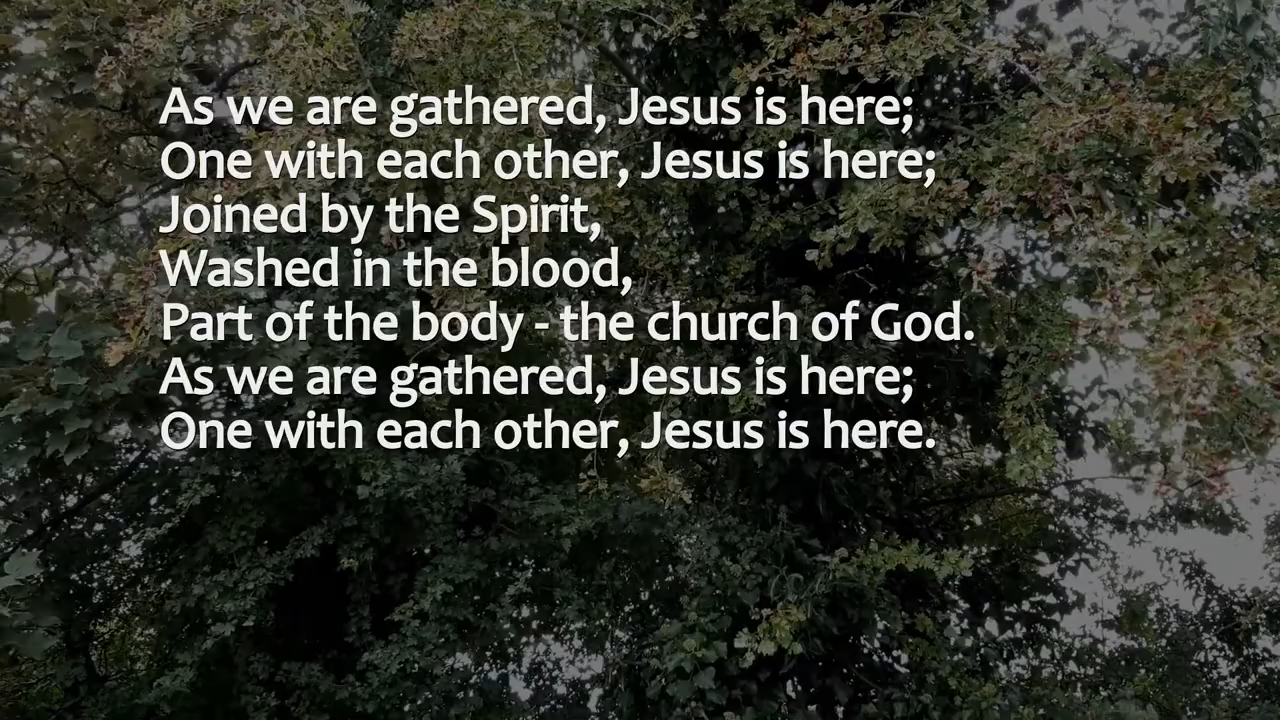 As we are gathered, Jesus is here;
One with each other, Jesus is here;
Joined by the Spirit,
Washed in the blood,
Part of the body - the church of God.
As we are gathered, Jesus is here;
One with each other, Jesus is here.